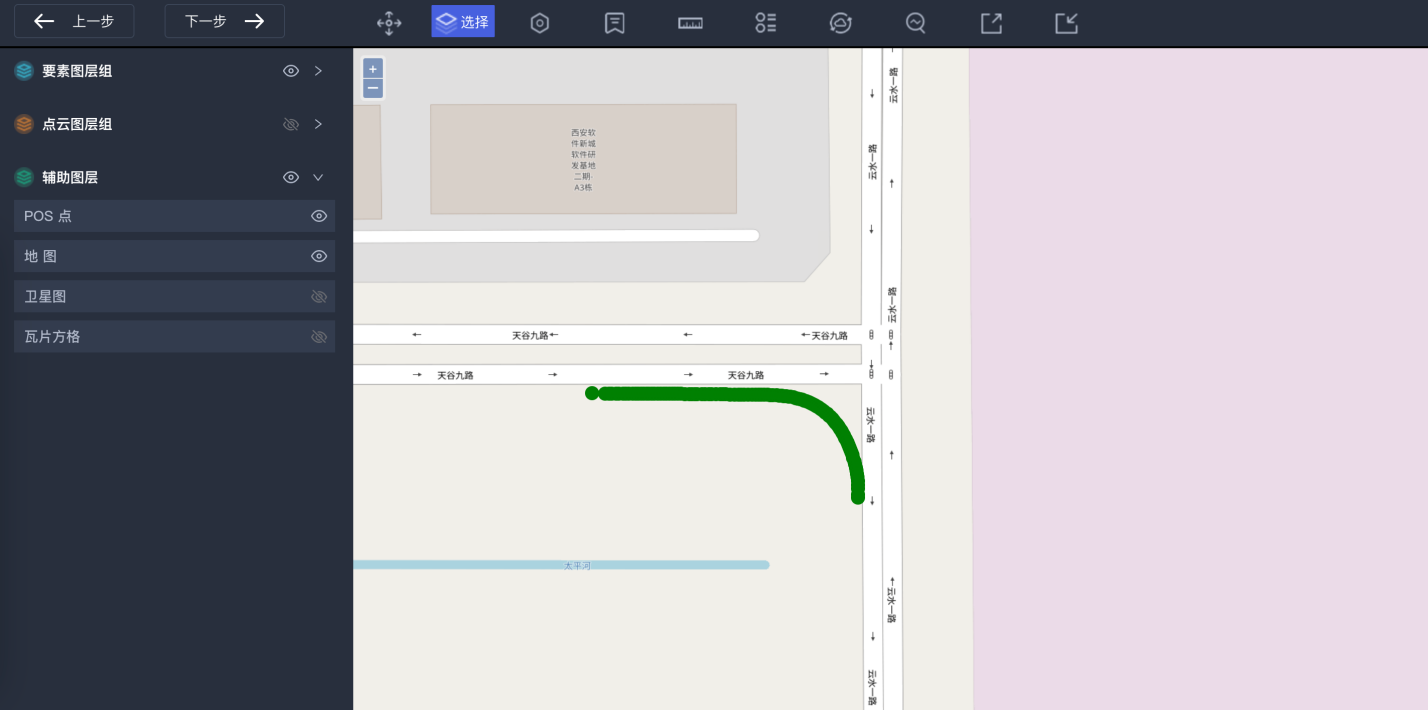 上一步
下一步
选择
要素图层组
点云图层组
辅助图层
POS 点
地 图
卫星图
瓦片方格
+
−
西安软
件新城
软件研
发基地
二期-
A3栋
云水一路
云水一路
云水一路
天谷九路
天谷九路
天谷九路
天谷九路
云水一路
太平河
云水一路
云水一路